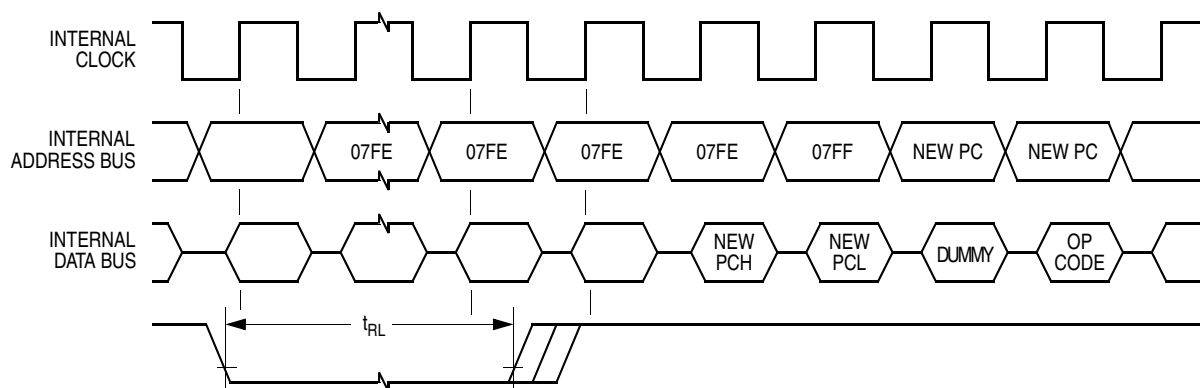 INTERNAL
CLOCK
INTERNAL
ADDRESS BUS
07FE
07FE
07FE
07FE
07FF
NEW PC
NEW PC
INTERNAL
DATA BUS
NEW
PCH
NEW
PCL
DUMMY
OP
CODE
tRL